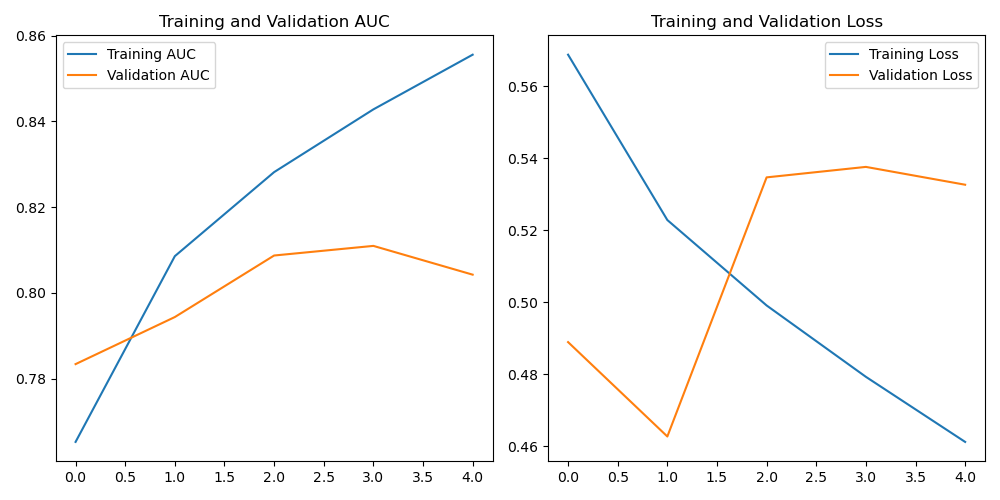 Training and Validation AUC
Training AUC
Validation AUC
0.86
0.84
0.82
0.80
0.78
0.0 0.5 1.0 1.5 2.0 2.5 3.0 3.5 4.0
Training and Validation Loss
Training Loss
Validation Loss
0.56
0.54
0.52
0.50
0.48
0.46
0.0 0.5 1.0 1.5 2.0 2.5 3.0 3.5 4.0